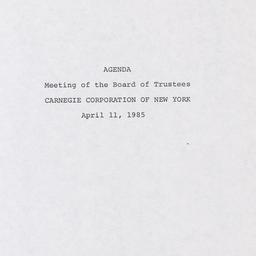 AGENDA
Meeting of the Board of Trustees
CARNEGIE CORPORATION OF NEW YORK
April 11, 1985